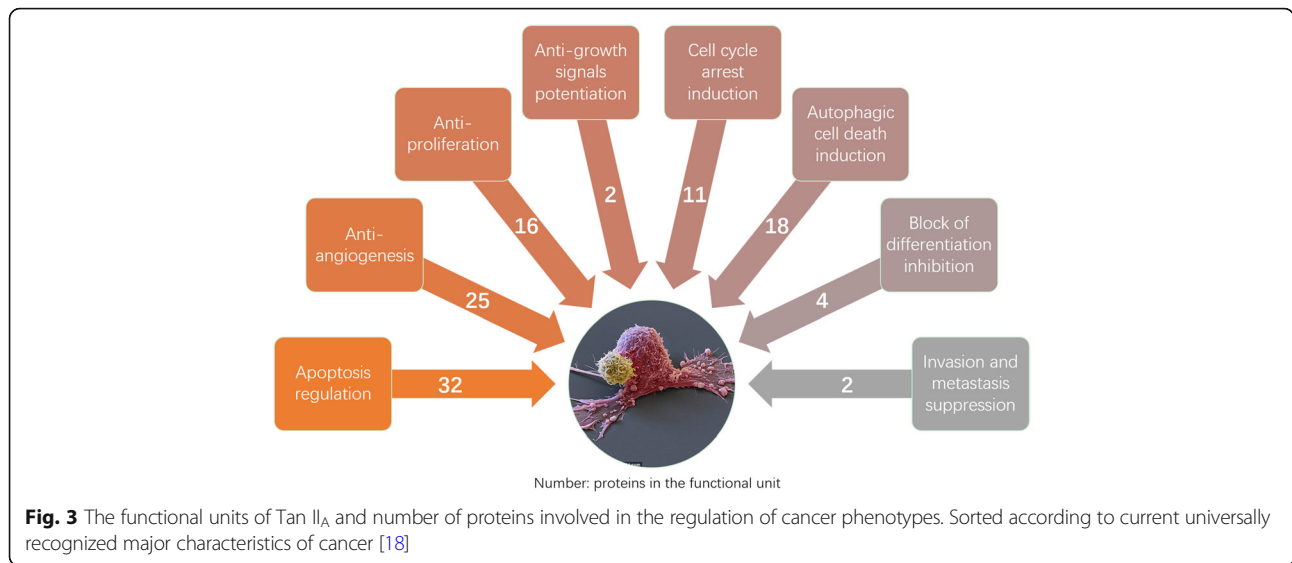 Anti-growth
signals
potentiation
Cell cycle
arrest
induction
Anti-
proliferation
Autophagic
cell death
induction
2
11
16
18
Anti-
angiogenesis
Block of
differentiation
inhibition
25
4
Apoptosis
regulation
32
2
Invasion and
metastasis
suppression
Number: proteins in the functional unit
Fig. 3 The functional units of Tan IIA and number of proteins involved in the regulation of cancer phenotypes. Sorted according to current universally
recognized major characteristics of cancer [18]